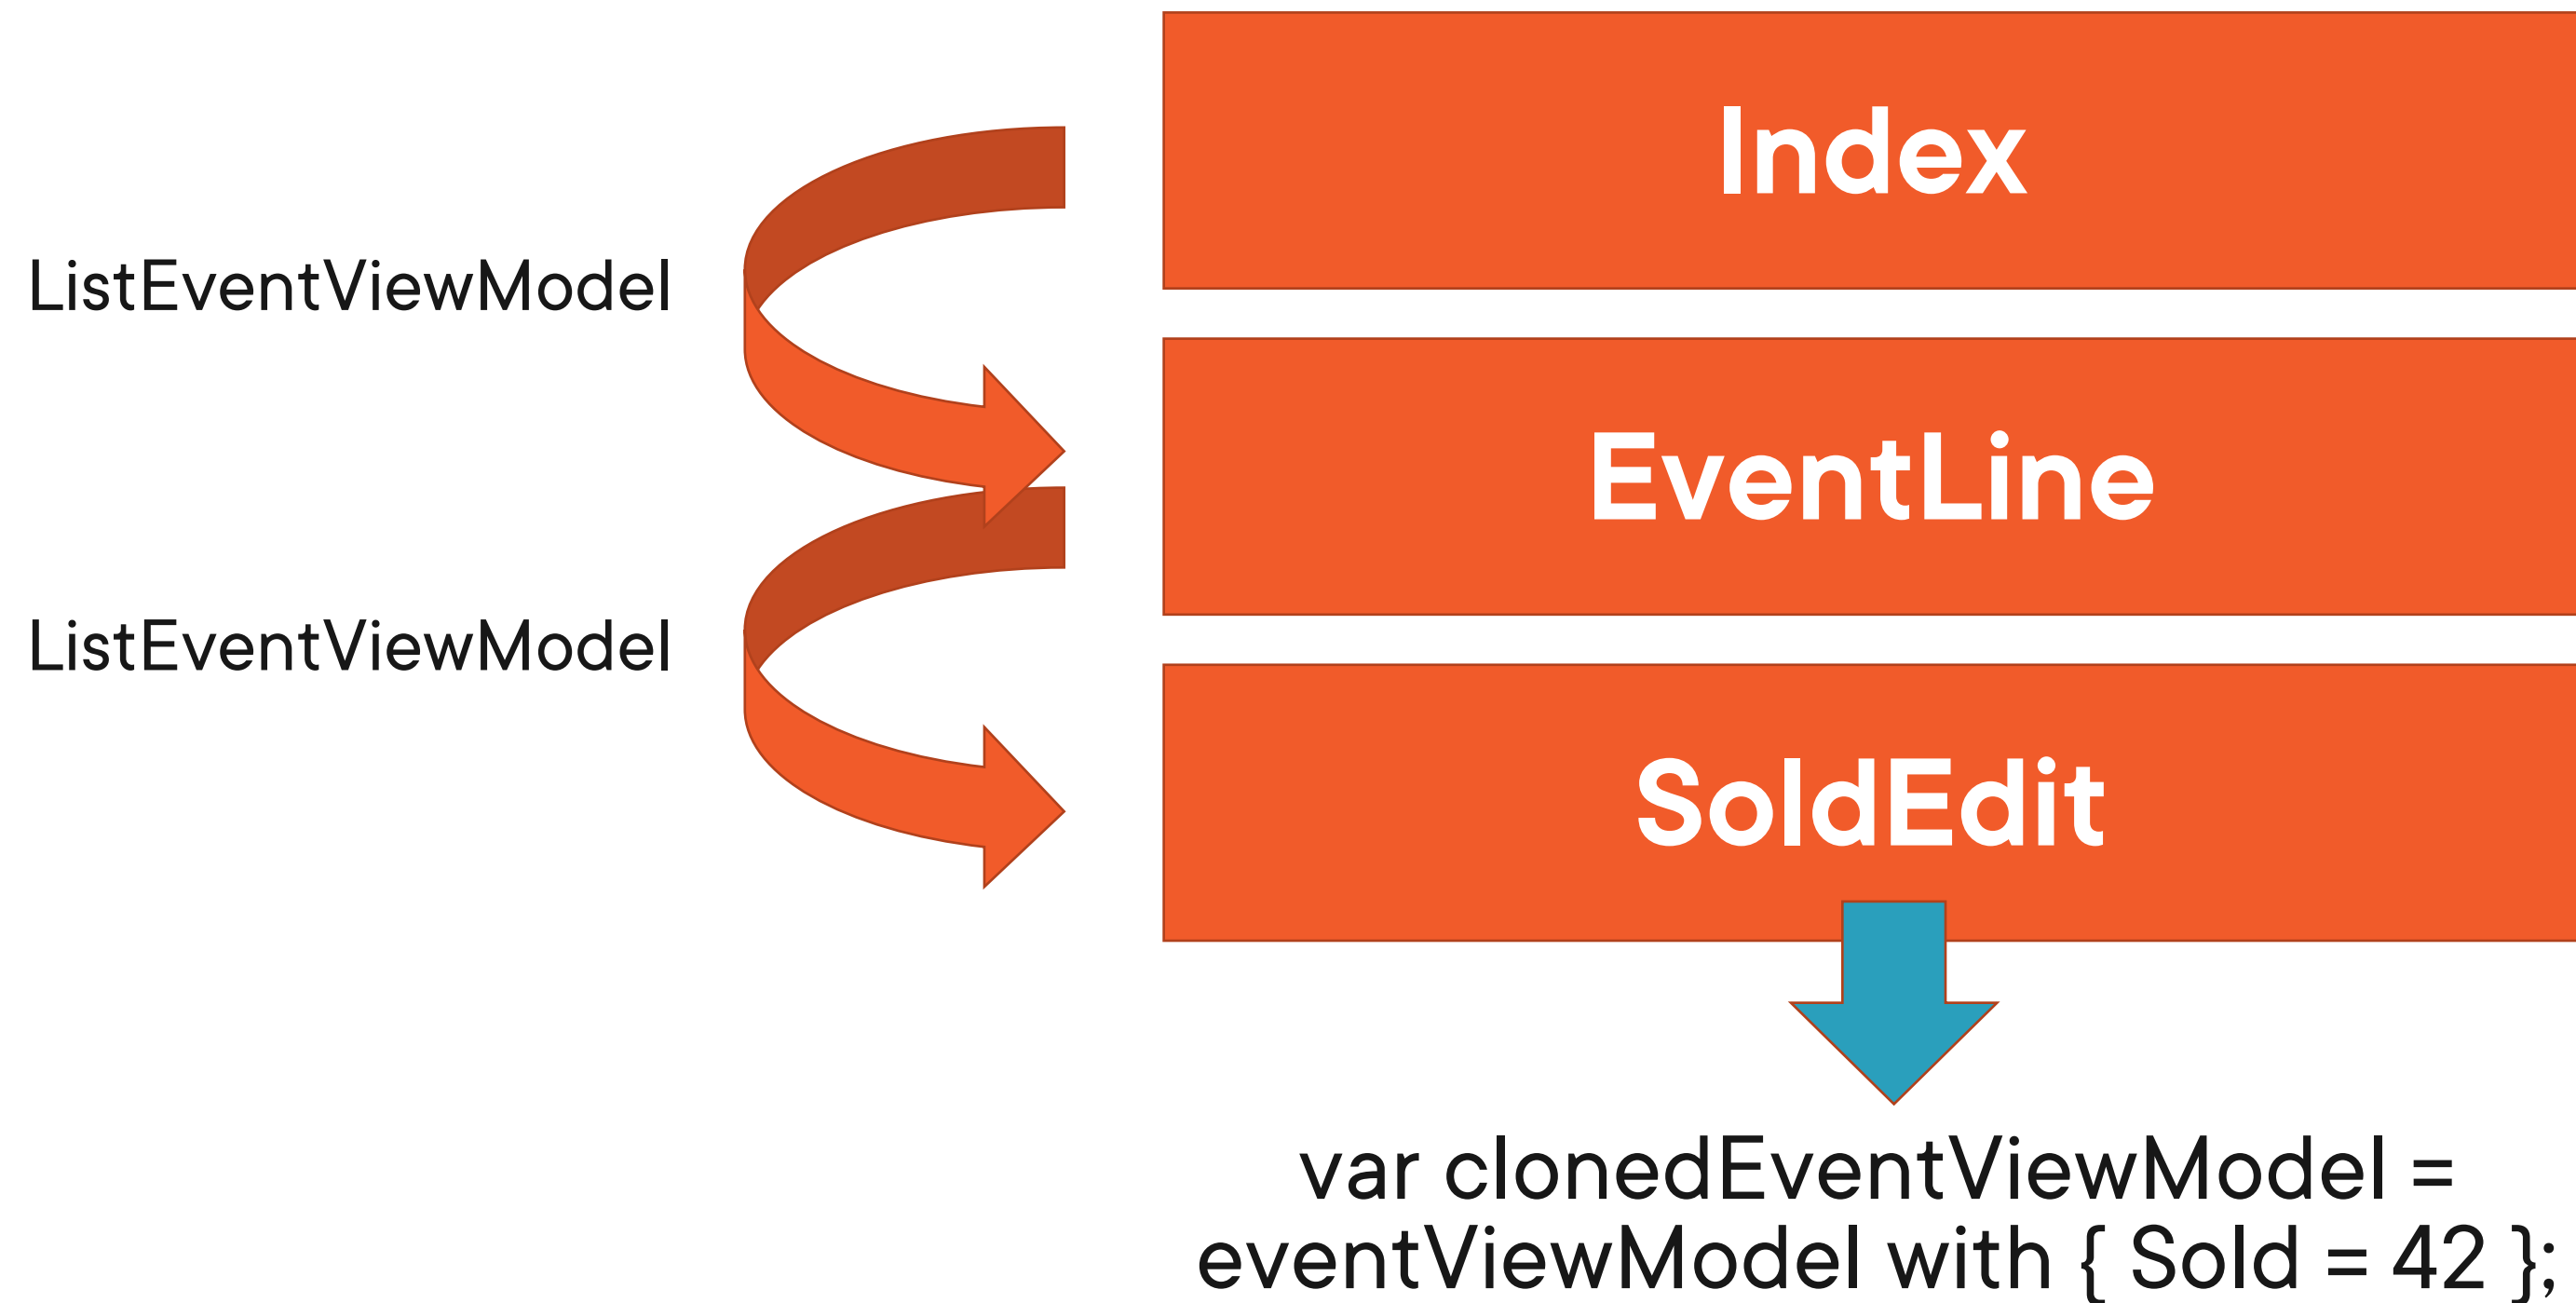 Index
ListEventViewModel
EventLine
ListEventViewModel
SoldEdit
var clonedEventViewModel =
eventViewModel with { Sold = 42 };